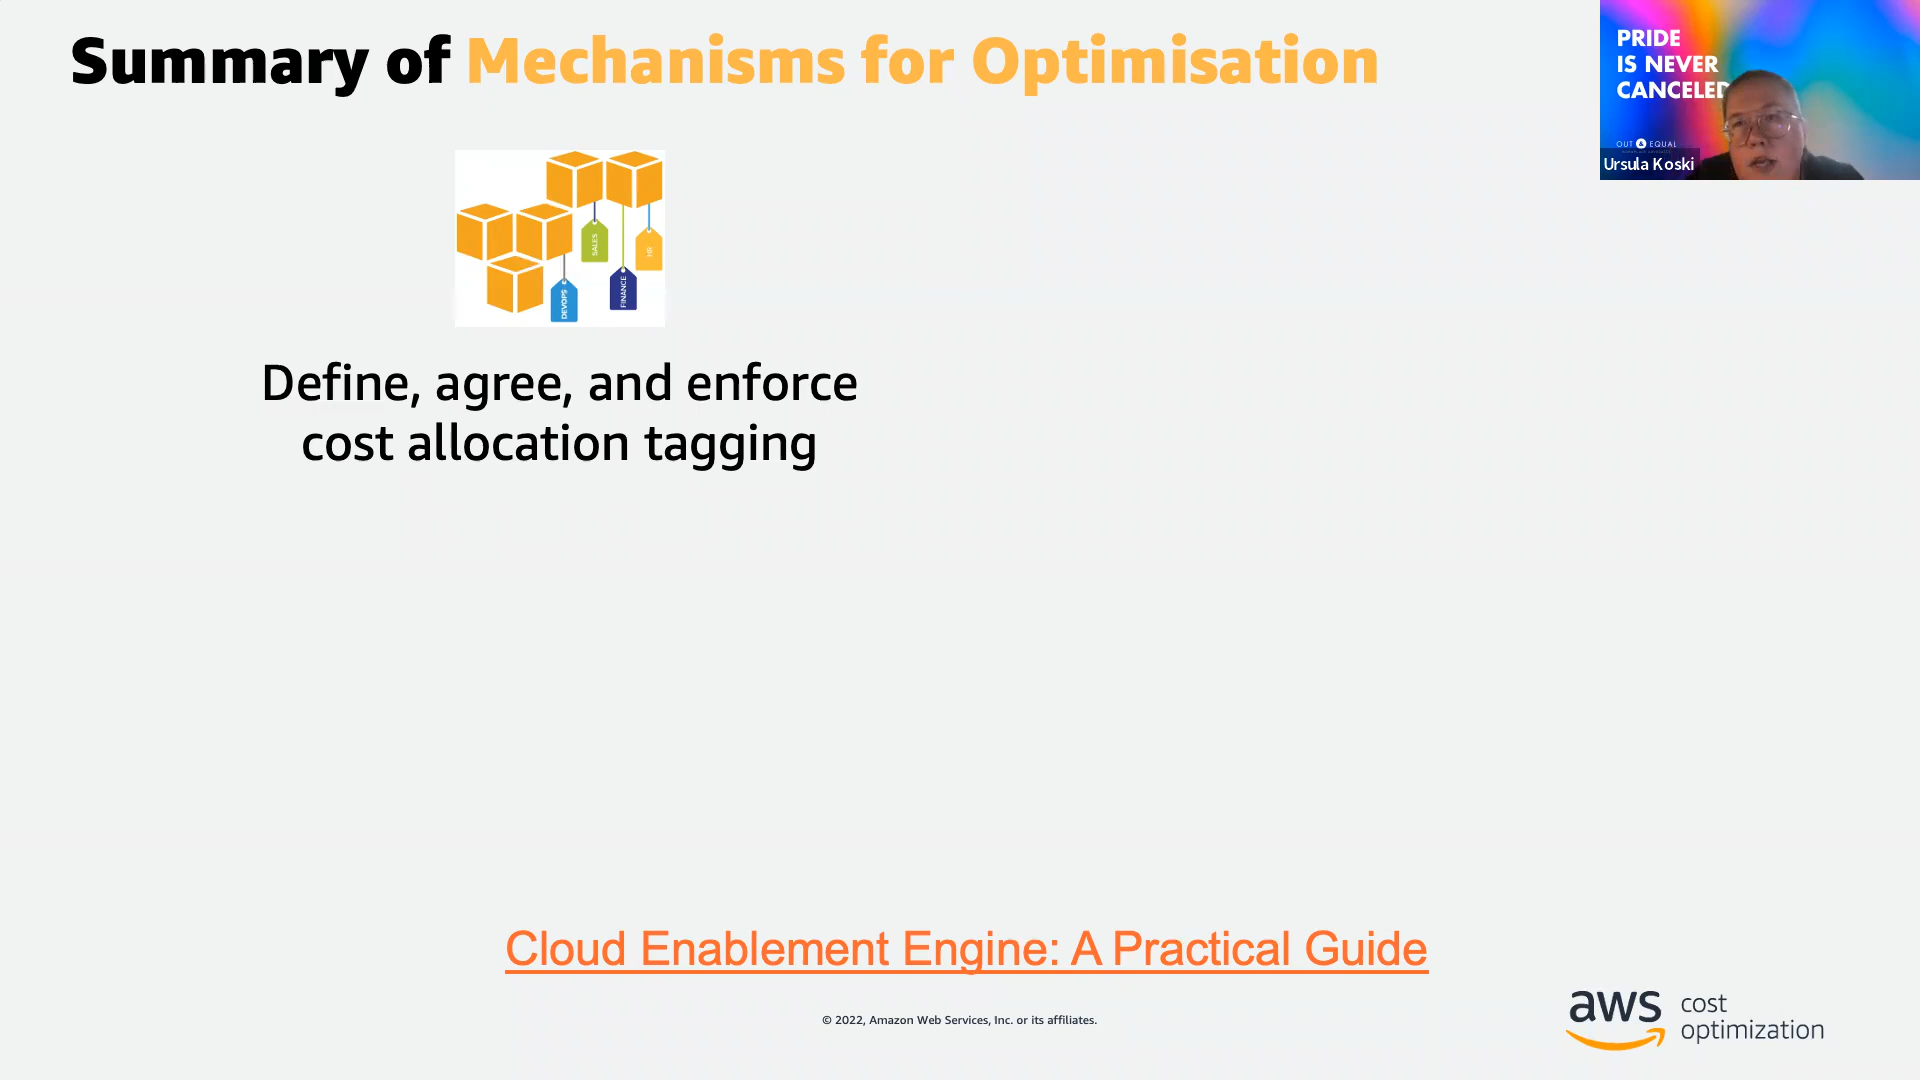 Summary of Mechanisms for Optimisation
PRIDE
IS NEVER
CANCELED
OUT & EQUAL
Ursula Koski
SALES
HR
FINANCE
DEVOPS
Define, agree, and enforce
cost allocation tagging
Cloud Enablement Engine: A Practical Guide
© 2022, Amazon Web Services, Inc. or its affiliates.
aws cost
optimization